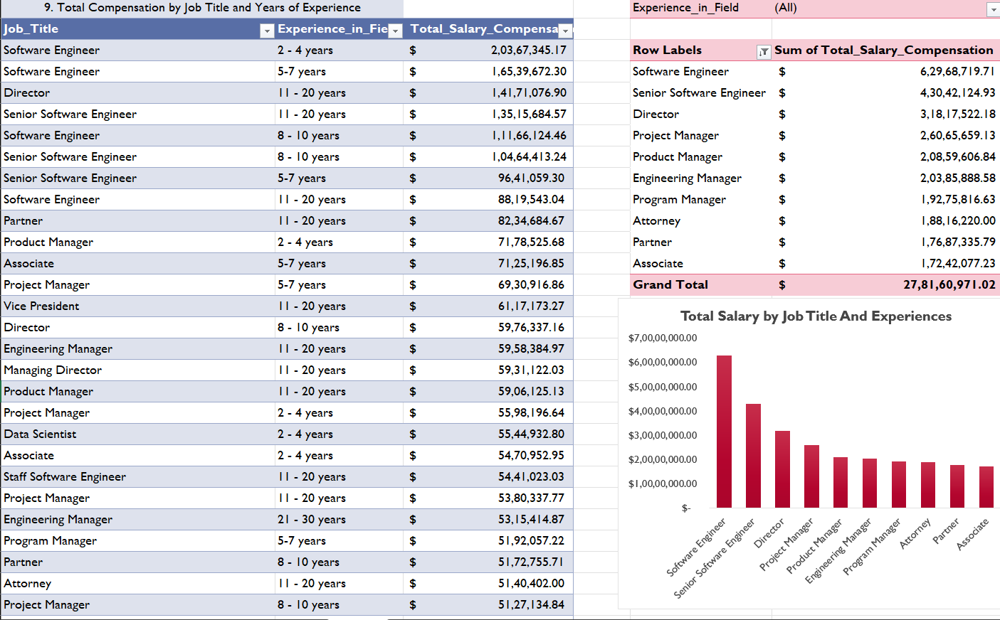 9. Total Compensation by Job Title and Years of Experience
Job_Title Experience_in_Fie Total_Salary_Compensa
Software Engineer 2 - 4 years $ 2,03,67,345.17
Software Engineer 5-7 years $ 1,65,39,672.30
Director 11 - 20 years $ 1,41,71,076.90
Senior Software Engineer 11 - 20 years $ 1,35,15,684.57
Software Engineer 8 - 10 years $ 1,11,66,124.46
Senior Software Engineer 8 - 10 years $ 1,04,64,413.24
Senior Software Engineer 5-7 years $ 96,41,059.30
Software Engineer 11 - 20 years $ 88,19,543.04
Partner 11 - 20 years $ 82,34,684.67
Product Manager 2 - 4 years $ 71,78,525.68
Associate 5-7 years $ 71,25,196.85
Project Manager 5-7 years $ 69,30,916.86
Vice President 11 - 20 years $ 61,17,173.27
Director 8 - 10 years $ 59,76,337.16
Engineering Manager 11 - 20 years $ 59,58,384.97
Managing Director 11 - 20 years $ 59,31,122.03
Product Manager 11 - 20 years $ 59,06,125.13
Project Manager 2 - 4 years $ 55,98,196.64
Data Scientist 2 - 4 years $ 55,44,932.80
Associate 2 - 4 years $ 54,70,952.95
Staff Software Engineer 11 - 20 years $ 54,41,023.03
Project Manager 11 - 20 years $ 53,80,337.77
Engineering Manager 21 - 30 years $ 53,15,414.87
Program Manager 5-7 years $ 51,92,057.22
Partner 8 - 10 years $ 51,72,755.71
Attorney 11 - 20 years $ 51,40,402.00
Project Manager 8 - 10 years $ 51,27,134.84
Experience_in_Field (All)
Row Labels Sum of Total_Salary_Compensation
Software Engineer $ 6,29,68,719.71
Senior Software Engineer $ 4,30,42,124.93
Director $ 3,18,17,522.18
Project Manager $ 2,60,65,659.13
Product Manager $ 2,08,59,606.84
Engineering Manager $ 2,03,85,888.58
Program Manager $ 1,92,75,816.63
Attorney $ 1,88,16,220.00
Partner $ 1,76,87,335.79
Associate $ 1,72,42,077.23
Grand Total $ 27,81,60,971.02
Total Salary by Job Title And Experiences
$7,00,00,000.00
$6,00,00,000.00
$5,00,00,000.00
$4,00,00,000.00
$3,00,00,000.00
$2,00,00,000.00
$1,00,00,000.00
$-
Software Engineer
Senior Software Engineer
Director
Project Manager
Product Manager
Engineering Manager
Program Manager
Attorney
Partner
Associate